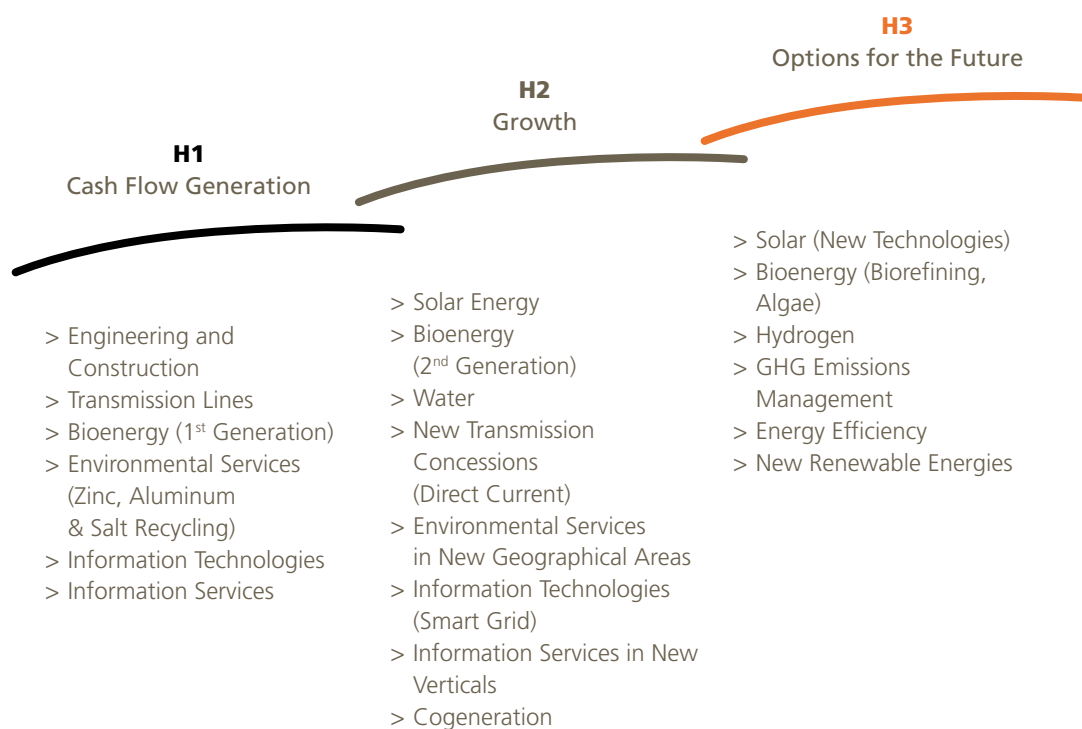 H1
Cash Flow Generation
> Engineering and
Construction
> Transmission Lines
> Bioenergy (1st Generation)
> Environmental Services
(Zinc, Aluminum
& Salt Recycling)
> Information Technologies
> Information Services
H2
Growth
> Solar Energy
> Bioenergy
(2nd Generation)
> Water
> New Transmission
Concessions
(Direct Current)
> Environmental Services
in New Geographical Areas
> Information Technologies
(Smart Grid)
> Information Services in New
Verticals
> Cogeneration
H3
Options for the Future
> Solar (New Technologies)
> Bioenergy (Biorefining,
Algae)
> Hydrogen
> GHG Emissions
Management
> Energy Efficiency
> New Renewable Energies